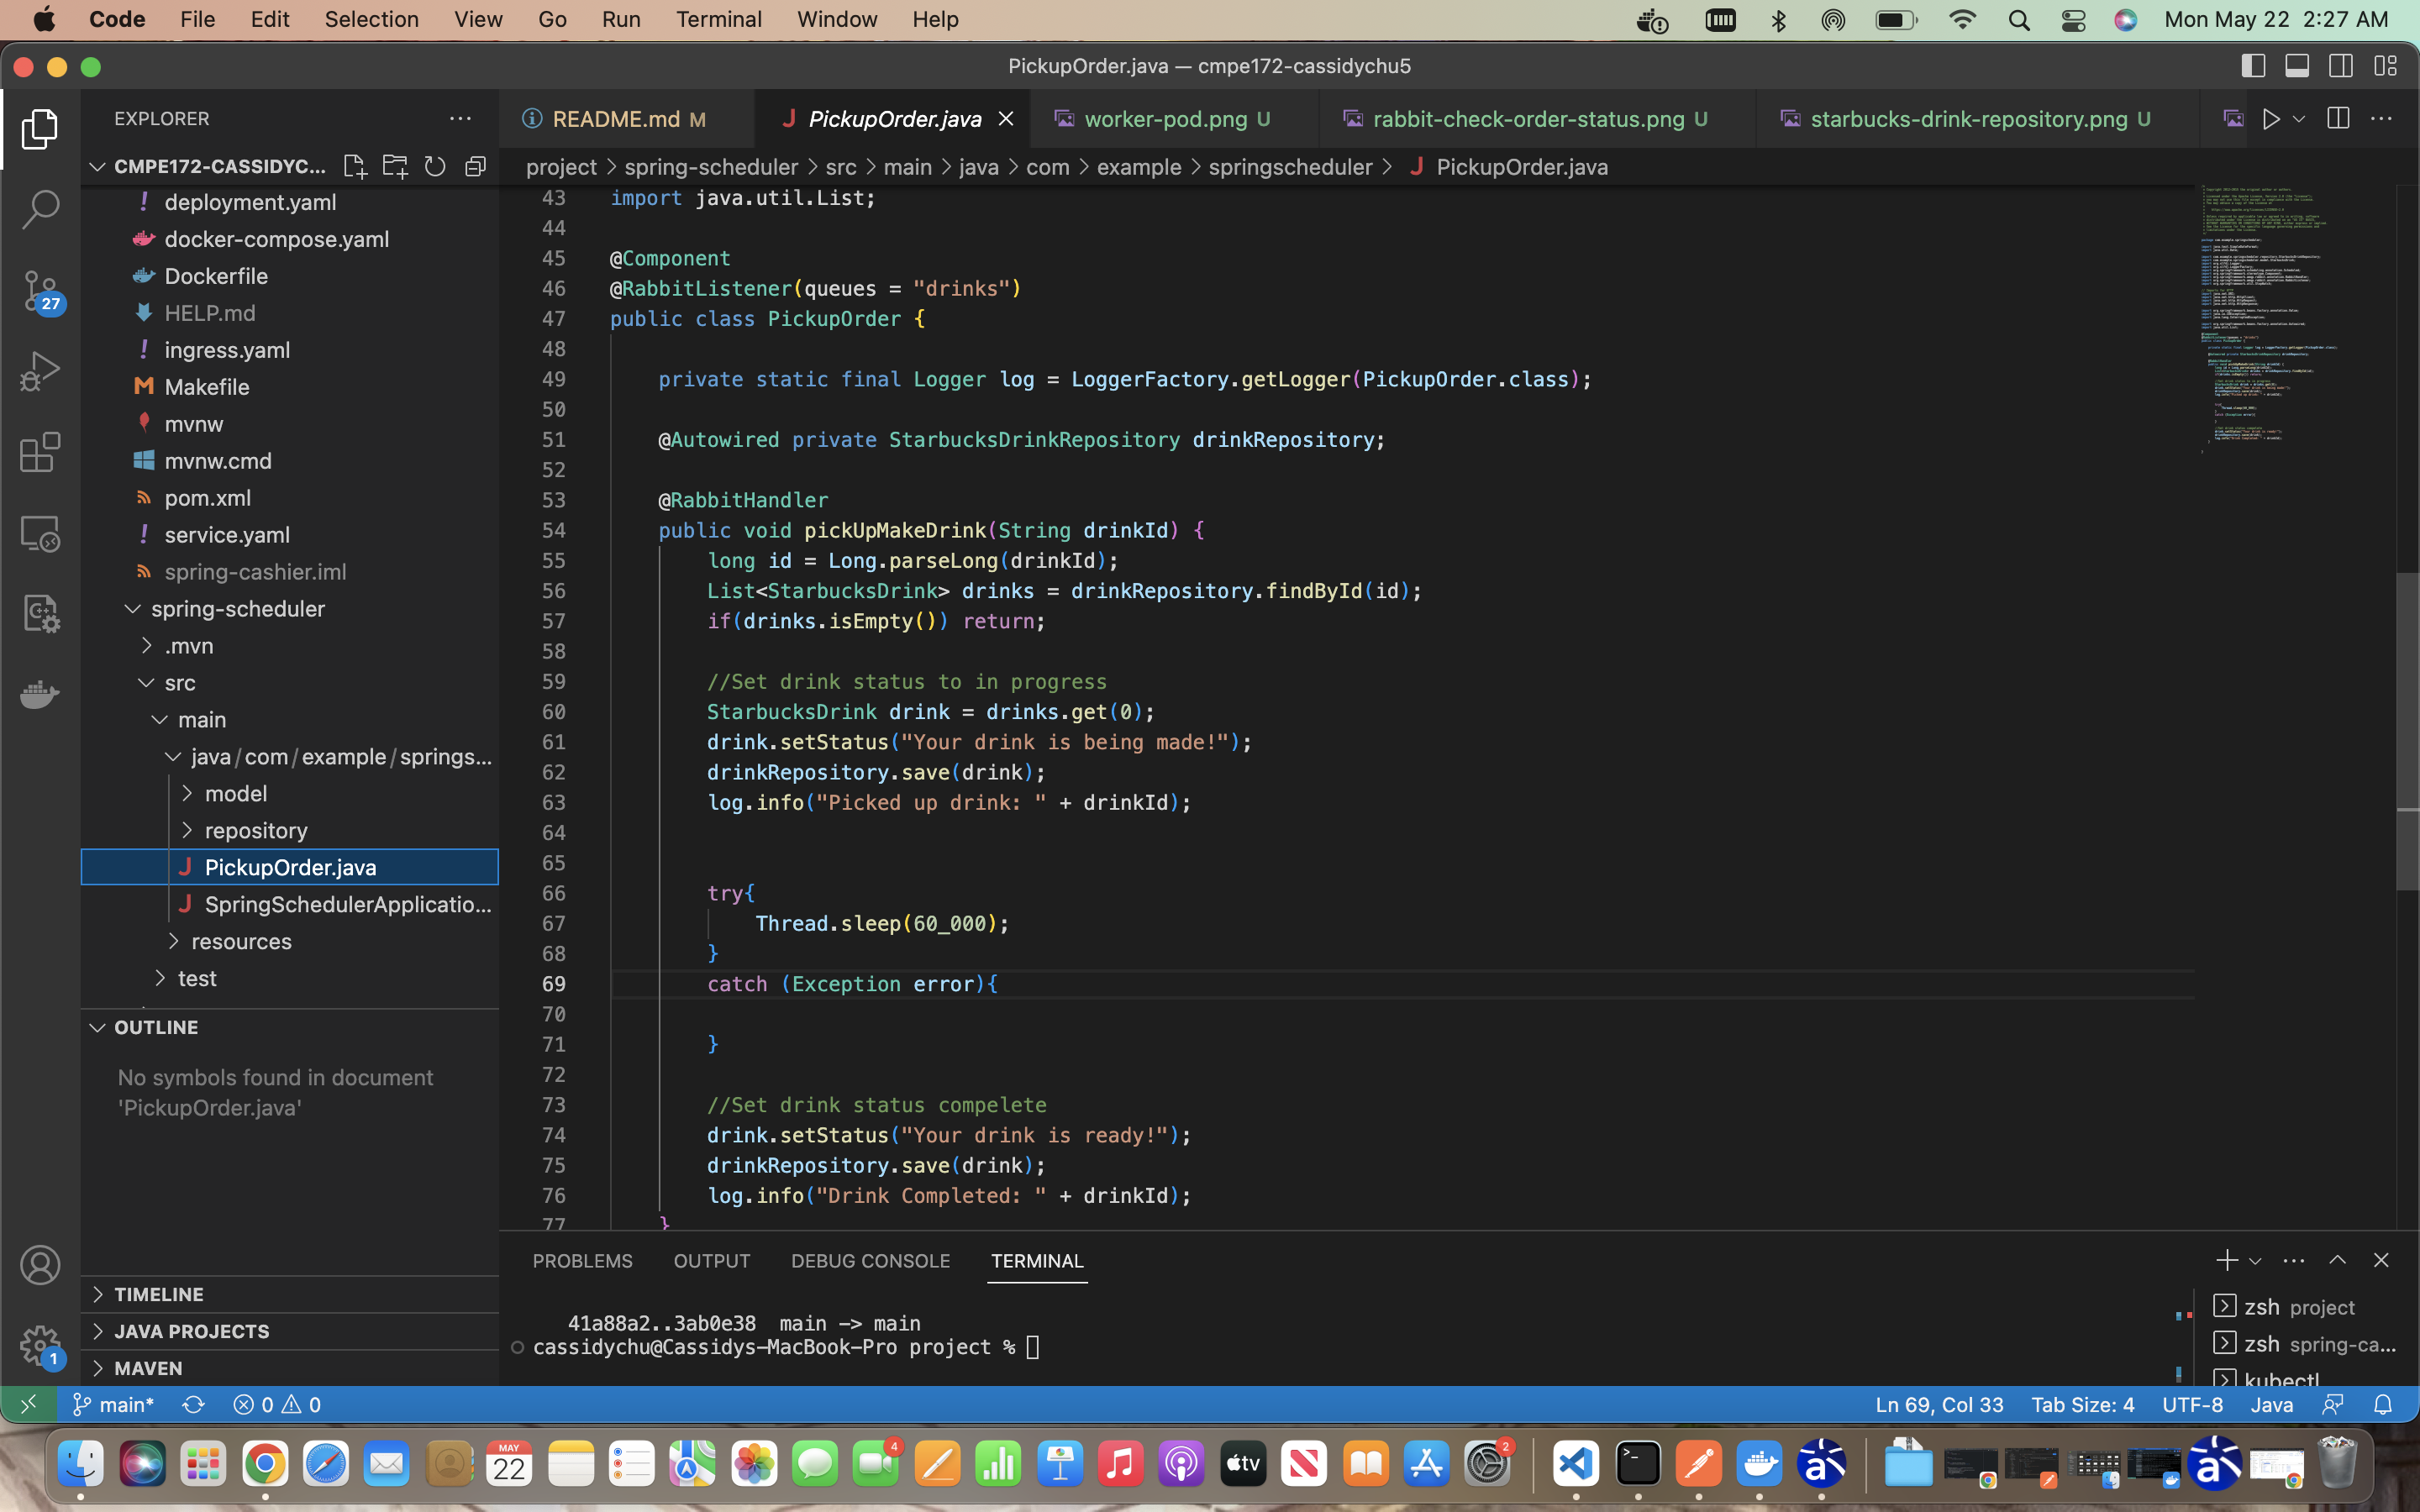 Code File Edit Selection View Go Run Terminal Window Help
Mon May 22 2:27 AM
PickupOrder.java — cmpe172-cassidychu5
EXPLORER
README.md M
PickupOrder.java
worker-pod.png U
rabbit-check-order-status.png U
starbucks-drink-repository.png U
CMPE172-CASSIDYC...
project > spring-scheduler > src > main > java > com > example > springscheduler > PickupOrder.java
deployment.yaml
docker-compose.yaml
Dockerfile
HELP.md
ingress.yaml
Makefile
mvnw
mvnw.cmd
pom.xml
service.yaml
spring-cashier.iml
spring-scheduler
.mvn
src
main
java/com/example/springs...
model
repository
PickupOrder.java
SpringSchedulerApplicatio...
resources
test
27
OUTLINE
No symbols found in document
'PickupOrder.java'
TIMELINE
JAVA PROJECTS
MAVEN
1
43 import java.util.List;
44
45 @Component
46 @RabbitListener(queues = "drinks")
47 public class PickupOrder {
48
49 private static final Logger log = LoggerFactory.getLogger(PickupOrder.class);
50
51 @Autowired private StarbucksDrinkRepository drinkRepository;
52
53 @RabbitHandler
54 public void pickUpMakeDrink(String drinkId) {
55 long id = Long.parseLong(drinkId);
56 List<StarbucksDrink> drinks = drinkRepository.findById(id);
57 if(drinks.isEmpty()) return;
58
59 //Set drink status to in progress
60 StarbucksDrink drink = drinks.get(0);
61 drink.setStatus("Your drink is being made!");
62 drinkRepository.save(drink);
63 log.info("Picked up drink: " + drinkId);
64
65
66 try{
67 Thread.sleep(60_000);
68 }
69 catch (Exception error){
70
71 }
72
73 //Set drink status compelete
74 drink.setStatus("Your drink is ready!");
75 drinkRepository.save(drink);
76 log.info("Drink Completed: " + drinkId);
77 }
PROBLEMS OUTPUT DEBUG CONSOLE TERMINAL
41a88a2..3ab0e38 main -> main
cassidychu@Cassidys-MacBook-Pro project %
zsh project
zsh spring-ca...
kubectl
main* 0 0
Ln 69, Col 33 Tab Size: 4 UTF-8 Java
MAY
22
4
tv
2